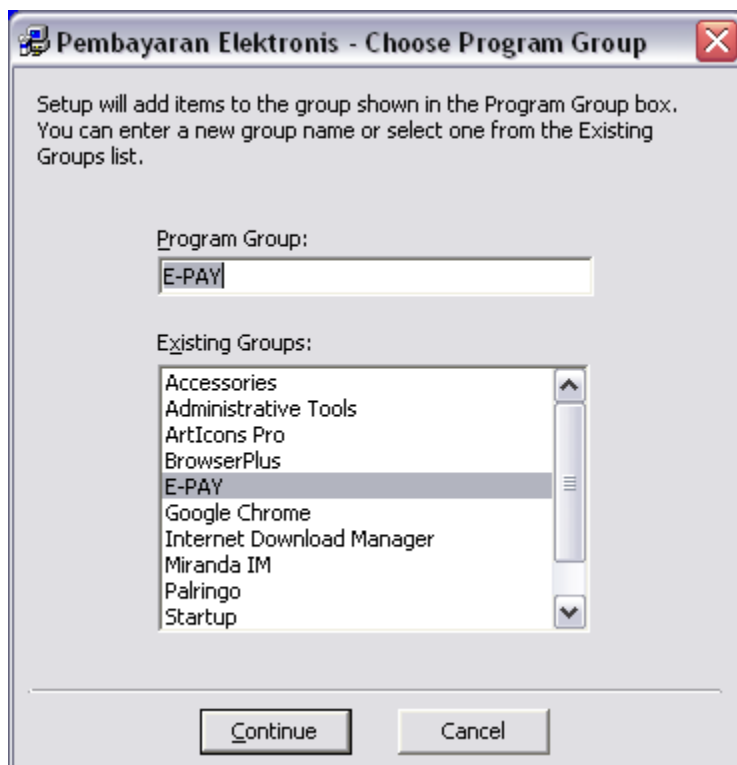 Pembayaran Elektronis - Choose Program Group
Setup will add items to the group shown in the Program Group box.
You can enter a new group name or select one from the Existing
Groups list.
Program Group:
E-PAY
Existing Groups:
Accessories
Administrative Tools
ArtIcons Pro
BrowserPlus
E-PAY
Google Chrome
Internet Download Manager
Miranda IM
Palringo
Startup
Continue
Cancel